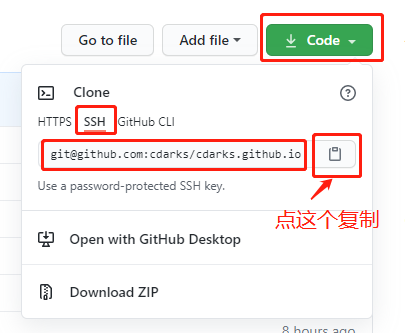 Go to file
Add file
Code
Clone
HTTPS SSH GitHub CLI
git@github.com:cdarks/cdarks.github.io
Use a password-protected SSH key.
点这个复制
Open with GitHub Desktop
Download ZIP
8 hours ago